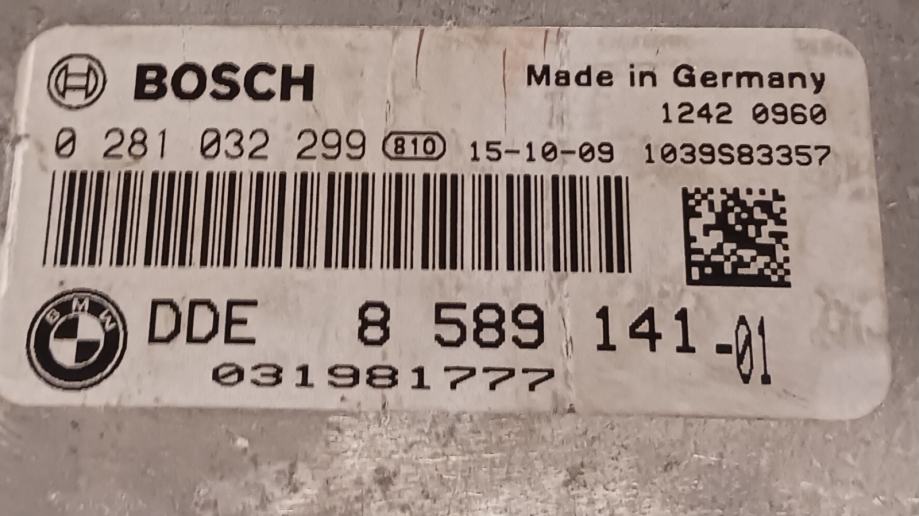 BOSCH
Made in Germany
1242 0960
0 281 032 299 810 15-10-09 1039S83357
BMW
DDE 8 589 141-01
031981777